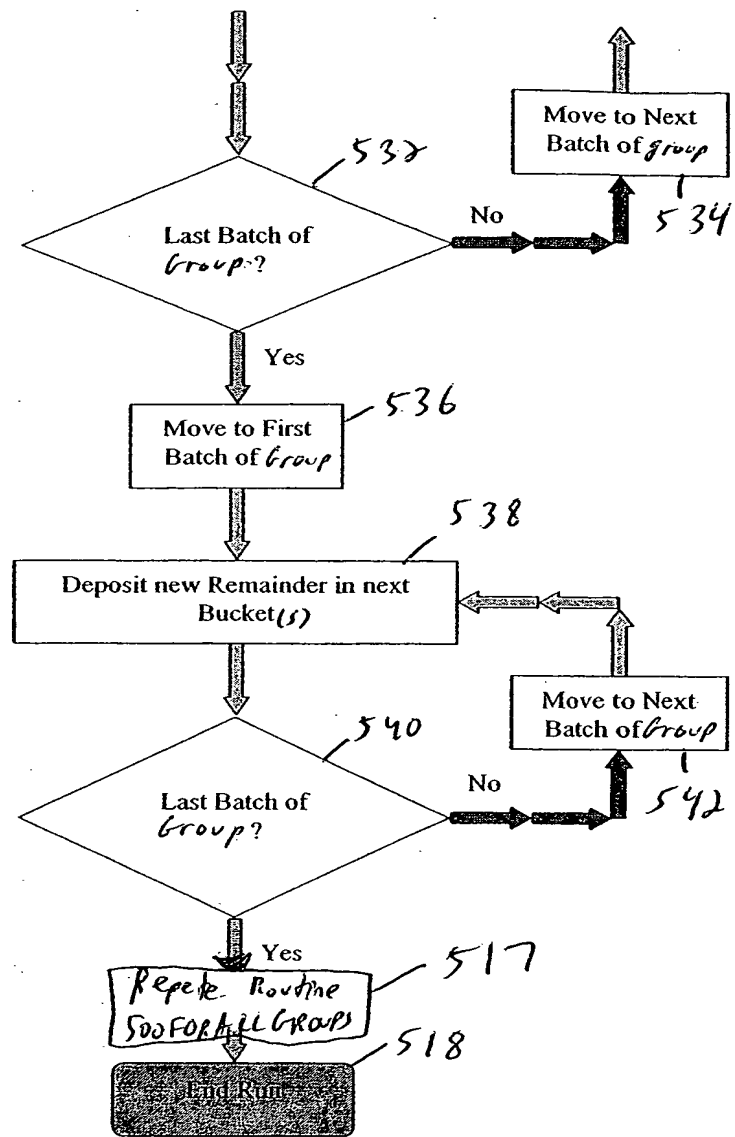 Move to Next
Batch of group
534
532
Last Batch of
Group?
No
Yes
536
Move to First
Batch of Group
538
Deposit new Remainder in next
Bucket(s)
540
Move to Next
Batch of Group
542
Last Batch of
Group?
No
Yes
517
Routine
500 FOR ALL GROUPS
518
End Run